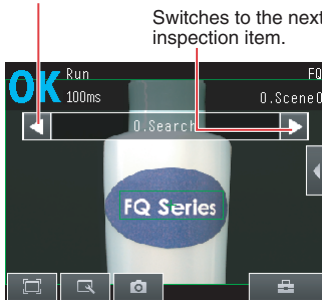 Switches to the next
inspection item.
OK Run FQ
100ms 0.Scene0
0.Search
FQ Series